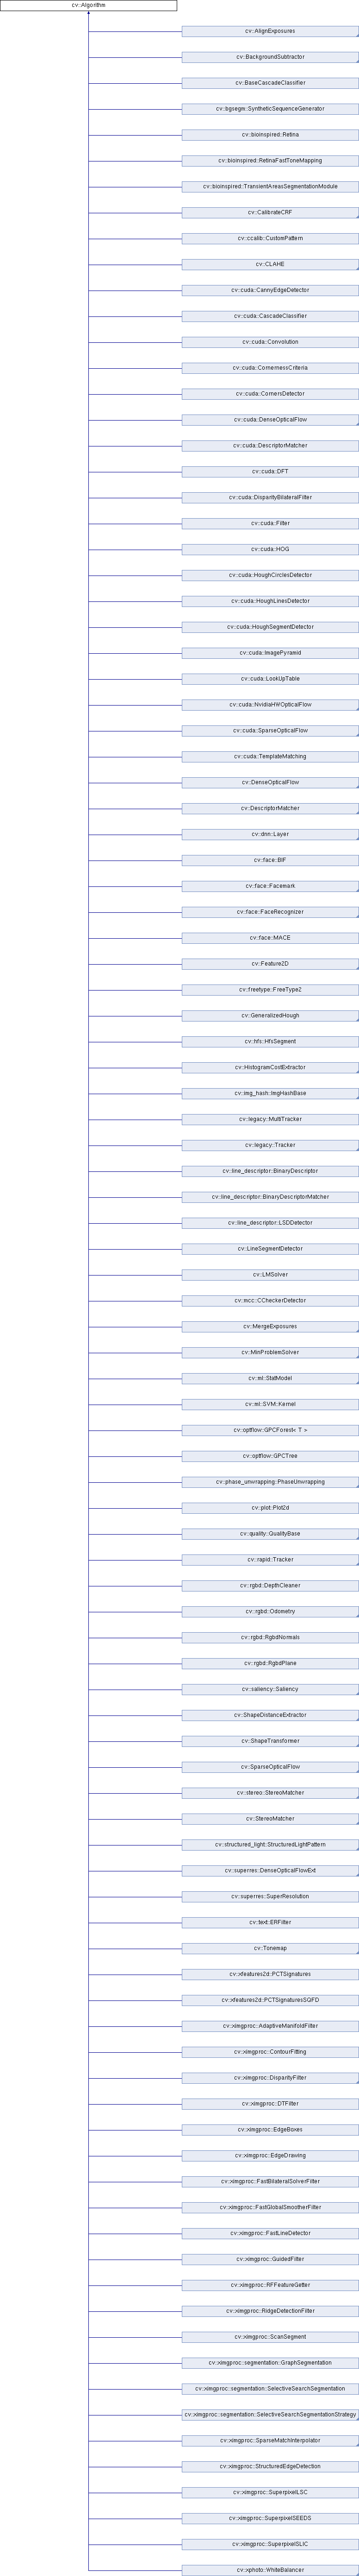 cv::Algorithm
cv::AlignExposures
cv::BackgroundSubtractor
cv::BaseCascadeClassifier
cv::bgsegm::SyntheticSequenceGenerator
cv::bioinspired::Retina
cv::bioinspired::RetinaFastToneMapping
cv::bioinspired::TransientAreasSegmentationModule
cv::CalibrateCRF
cv::ccalib::CustomPattern
cv::CLAHE
cv::cuda::CannyEdgeDetector
cv::cuda::CascadeClassifier
cv::cuda::Convolution
cv::cuda::CornernessCriteria
cv::cuda::CornersDetector
cv::cuda::DenseOpticalFlow
cv::cuda::DescriptorMatcher
cv::cuda::DFT
cv::cuda::DisparityBilateralFilter
cv::cuda::Filter
cv::cuda::HOG
cv::cuda::HoughCirclesDetector
cv::cuda::HoughLinesDetector
cv::cuda::HoughSegmentDetector
cv::cuda::ImagePyramid
cv::cuda::LookUpTable
cv::cuda::NvidiaHWOpticalFlow
cv::cuda::SparseOpticalFlow
cv::cuda::TemplateMatching
cv::DenseOpticalFlow
cv::DescriptorMatcher
cv::dnn::Layer
cv::face::BIF
cv::face::Facemark
cv::face::FaceRecognizer
cv::face::MACE
cv::Feature2D
cv::freetype::FreeType2
cv::GeneralizedHough
cv::hfs::HfsSegment
cv::HistogramCostExtractor
cv::img_hash::ImgHashBase
cv::legacy::MultiTracker
cv::legacy::Tracker
cv::line_descriptor::BinaryDescriptor
cv::line_descriptor::BinaryDescriptorMatcher
cv::line_descriptor::LSDDetector
cv::LineSegmentDetector
cv::LMSolver
cv::mcc::CCheckerDetector
cv::MergeExposures
cv::MinProblemSolver
cv::ml::StatModel
cv::ml::SVM::Kernel
cv::optflow::GPCForest< T >
cv::optflow::GPCTree
cv::phase_unwrapping::PhaseUnwrapping
cv::plot::Plot2d
cv::quality::QualityBase
cv::rapid::Tracker
cv::rgbd::DepthCleaner
cv::rgbd::Odometry
cv::rgbd::RgbdNormals
cv::rgbd::RgbdPlane
cv::saliency::Saliency
cv::ShapeDistanceExtractor
cv::ShapeTransformer
cv::SparseOpticalFlow
cv::stereo::StereoMatcher
cv::StereoMatcher
cv::structured_light::StructuredLightPattern
cv::superres::DenseOpticalFlowExt
cv::superres::SuperResolution
cv::text::ERFilter
cv::Tonemap
cv::xfeatures2d::PCTSignatures
cv::xfeatures2d::PCTSignaturesSQFD
cv::ximgproc::AdaptiveManifoldFilter
cv::ximgproc::ContourFitting
cv::ximgproc::DisparityFilter
cv::ximgproc::DTFilter
cv::ximgproc::EdgeBoxes
cv::ximgproc::EdgeDrawing
cv::ximgproc::FastBilateralSolverFilter
cv::ximgproc::FastGlobalSmootherFilter
cv::ximgproc::FastLineDetector
cv::ximgproc::GuidedFilter
cv::ximgproc::RFFeatureGetter
cv::ximgproc::RidgeDetectionFilter
cv::ximgproc::ScanSegment
cv::ximgproc::segmentation::GraphSegmentation
cv::ximgproc::segmentation::SelectiveSearchSegmentation
cv::ximgproc::segmentation::SelectiveSearchSegmentationStrategy
cv::ximgproc::SparseMatchInterpolator
cv::ximgproc::StructuredEdgeDetection
cv::ximgproc::SuperpixelLSC
cv::ximgproc::SuperpixelSEEDS
cv::ximgproc::SuperpixelSLIC
cv::xphoto::WhiteBalancer